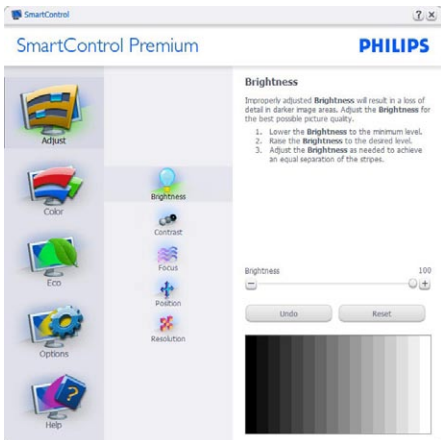 SmartControl
SmartControl Premium
PHILIPS
Adjust
Color
Eco
Options
Help
Brightness
Contrast
Focus
Position
Resolution
Brightness
Improperly adjusted Brightness will result in a loss of
detail in darker image areas. Adjust the Brightness for
the best possible picture quality.
1. Lower the Brightness to the minimum level.
2. Raise the Brightness to the desired level.
3. Adjust the Brightness as needed to achieve
an equal separation of the stripes.
Brightness 100
Undo Reset